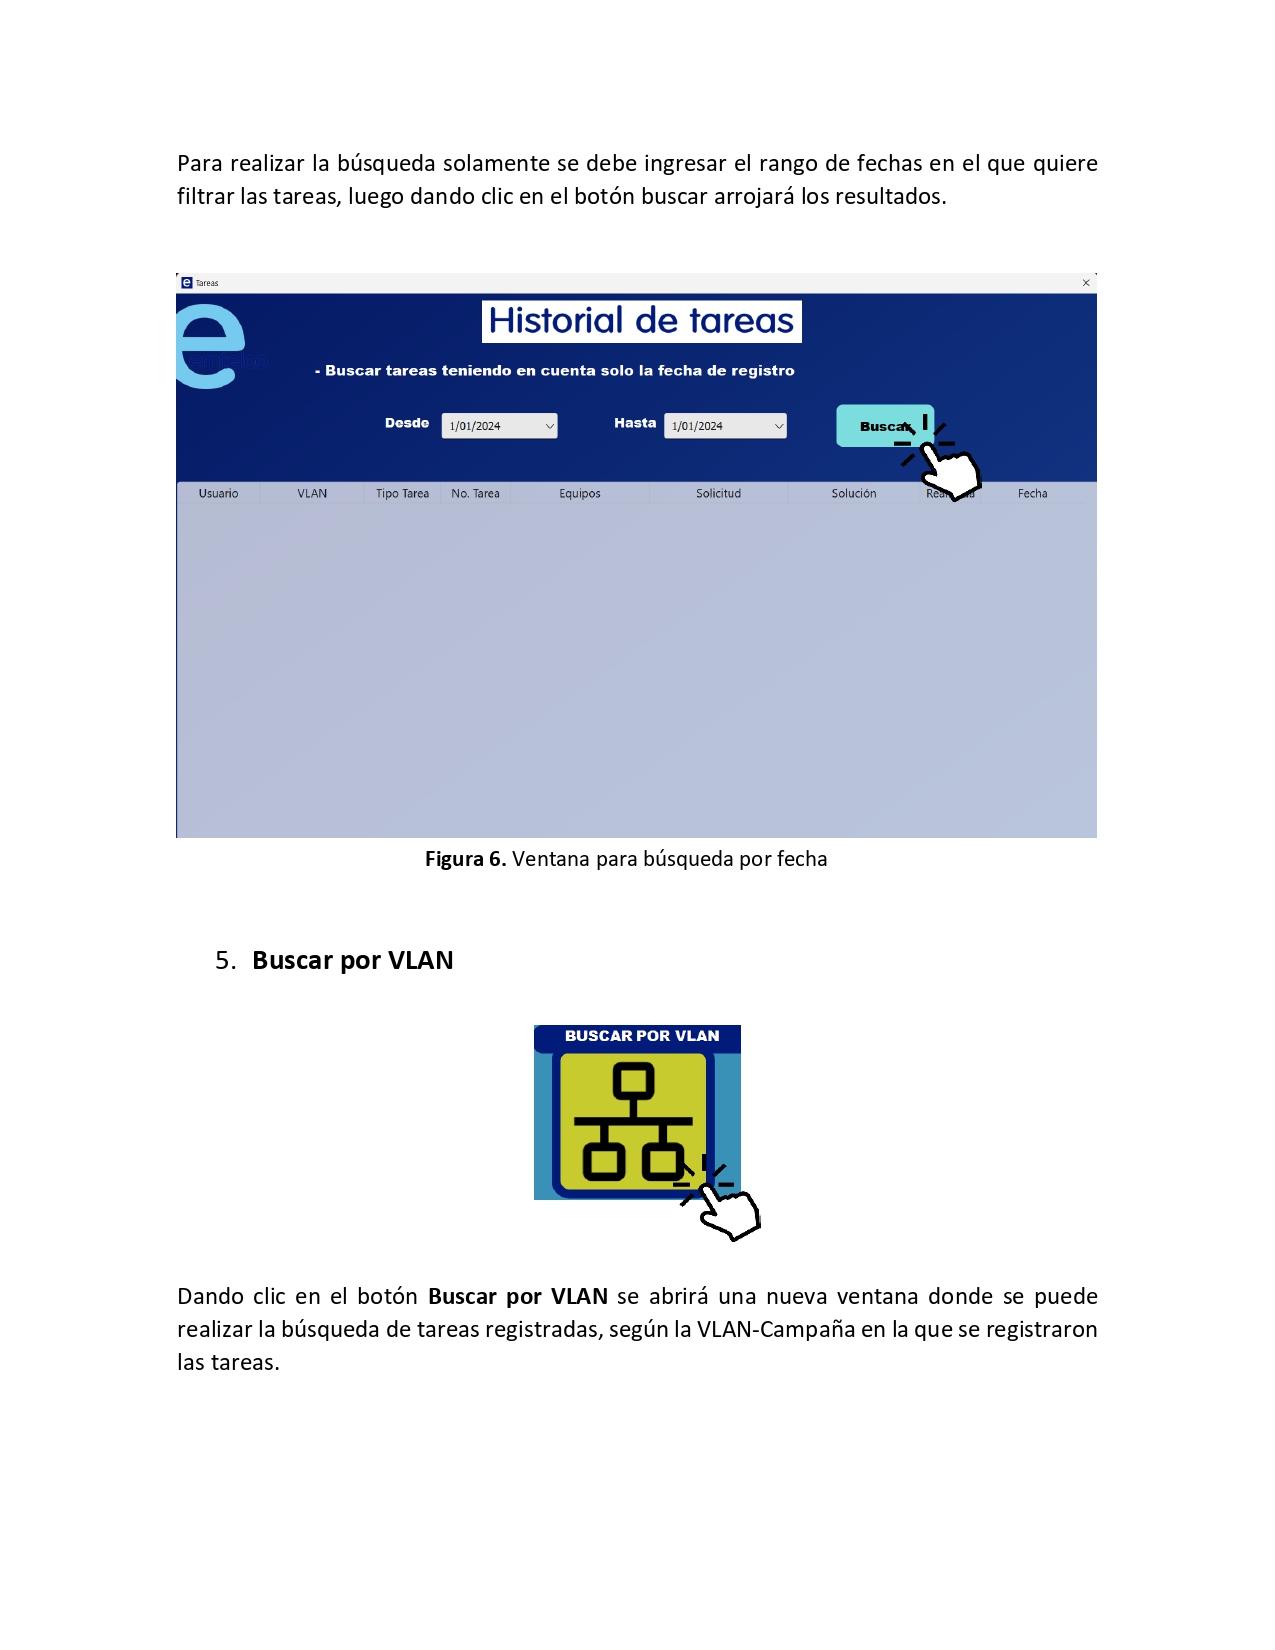 Para realizar la búsqueda solamente se debe ingresar el rango de fechas en el que quiere
filtrar las tareas, luego dando clic en el botón buscar arrojará los resultados.
e Tareas
e
Historial de tareas
- Buscar tareas teniendo en cuenta solo la fecha de registro
Desde 1/01/2024 Hasta 1/01/2024 Buscar
Usuario VLAN Tipo Tarea No. Tarea Equipos Solicitud Solución Fecha
Figura 6. Ventana para búsqueda por fecha
5. Buscar por VLAN
BUSCAR POR VLAN
Dando clic en el botón Buscar por VLAN se abrirá una nueva ventana donde se puede
realizar la búsqueda de tareas registradas, según la VLAN-Campaña en la que se registraron
las tareas.